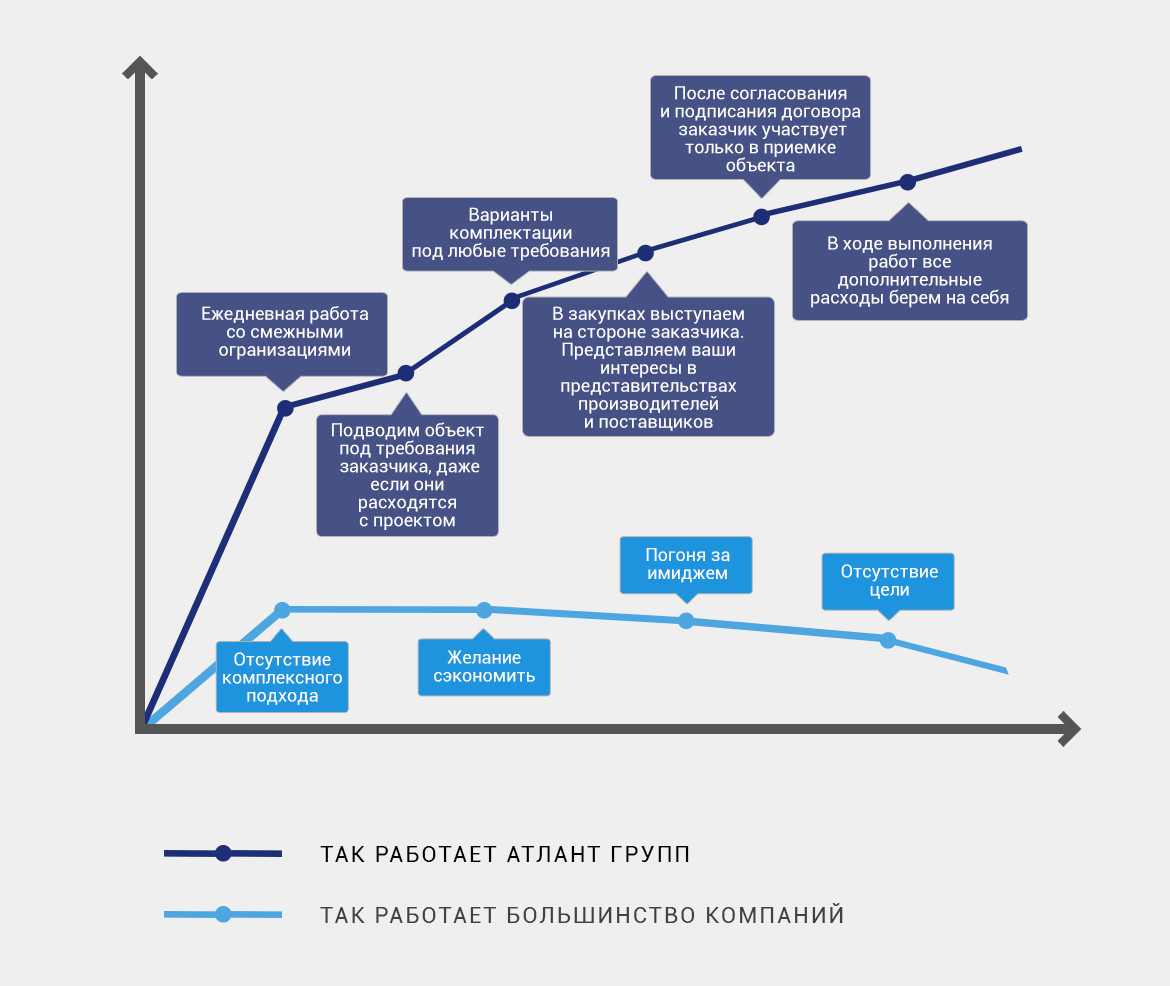 После согласования
и подписания договора
заказчик участвует
только в приемке
объекта
Варианты
комплектации
под любые требования
В ходе выполнения
работ все
дополнительные
расходы берем на себя
Ежедневная работа
со смежными
огранизациями
В закупках выступаем
на стороне заказчика.
Представляем ваши
интересы в
представительствах
производителей
и поставщиков
Подводим объект
под требования
заказчика, даже
если они
расходятся
с проектом
Погоня за
имиджем
Отсутствие
цели
Отсутствие
комплексного
подхода
Желание
сэкономить
ТАК РАБОТАЕТ АТЛАНТ ГРУПП
ТАК РАБОТАЕТ БОЛЬШИНСТВО КОМПАНИЙ